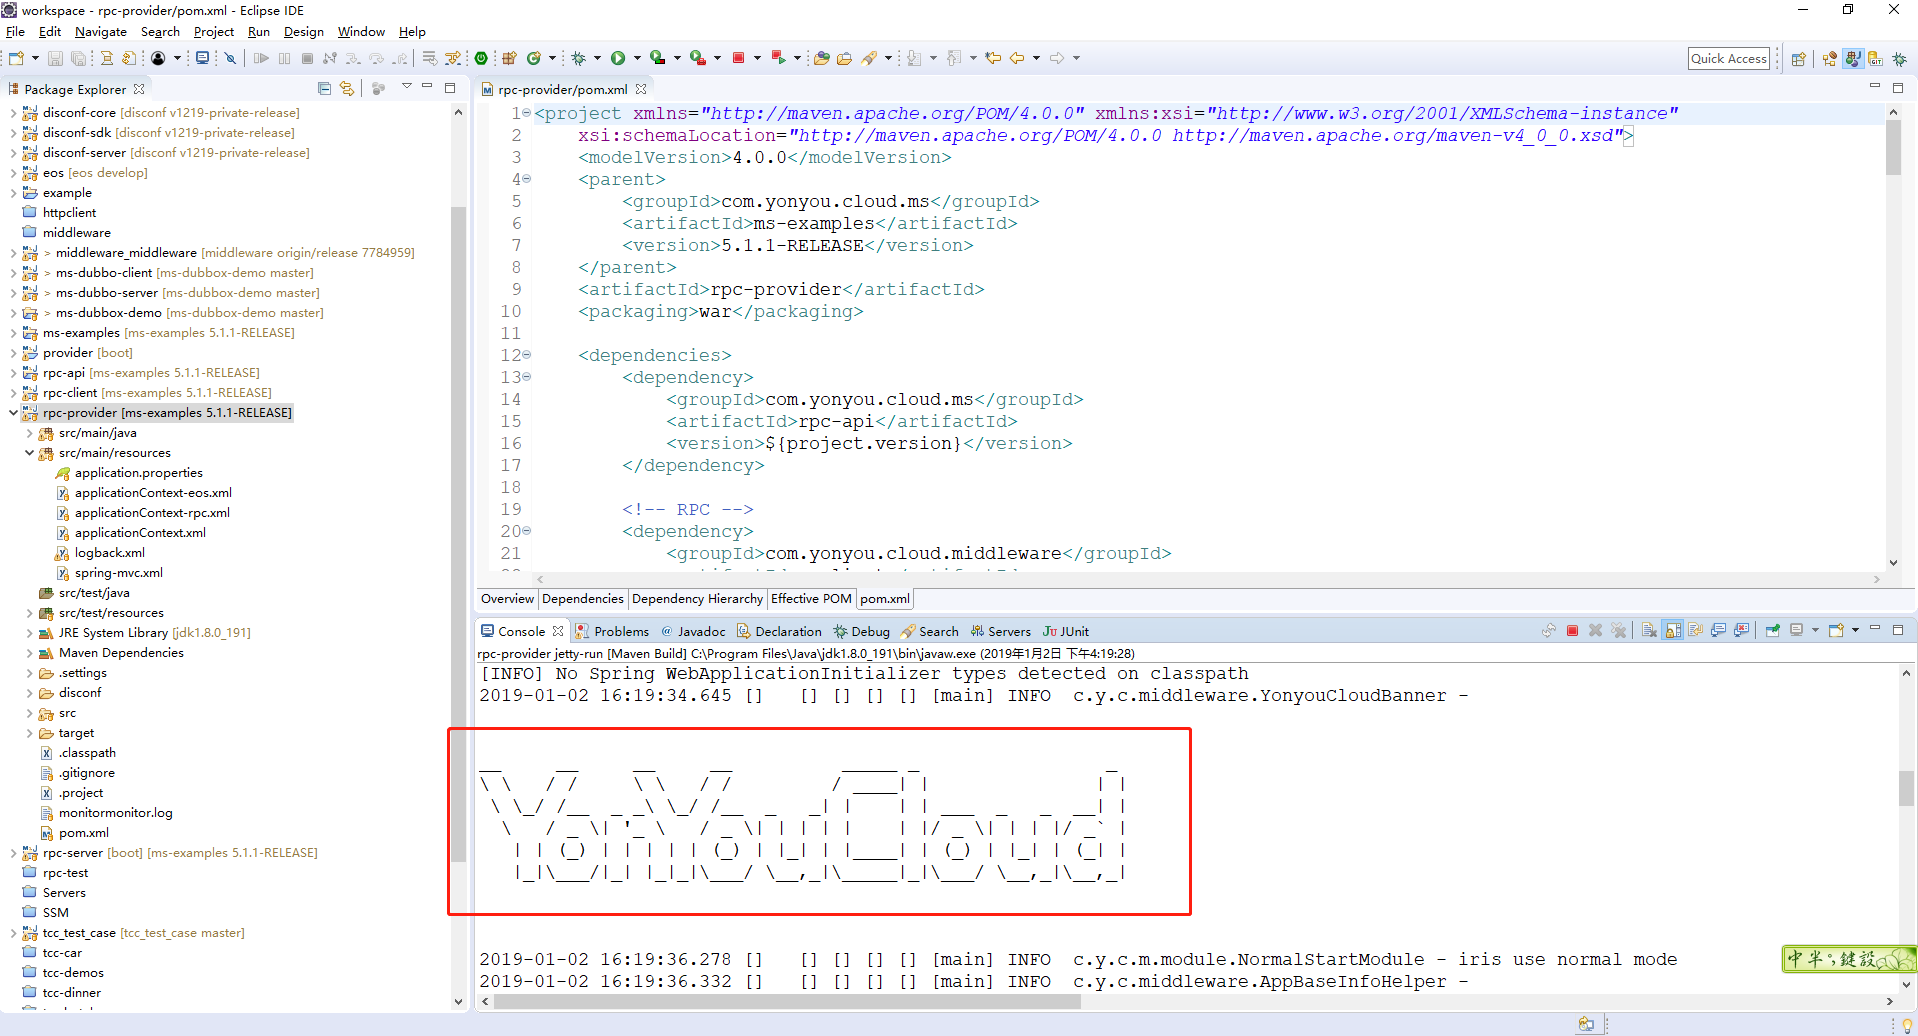 workspace - rpc-provider/pom.xml - Eclipse IDE
File Edit Navigate Search Project Run Design Window Help
Quick Access
Package Explorer
disconf-core [disconf v1219-private-release]
disconf-sdk [disconf v1219-private-release]
disconf-server [disconf v1219-private-release]
eos [eos develop]
example
httpclient
middleware
> middleware_middleware [middleware origin/release 7784959]
> ms-dubbo-client [ms-dubbox-demo master]
> ms-dubbo-server [ms-dubbox-demo master]
> ms-dubbox-demo [ms-dubbox-demo master]
ms-examples [ms-examples 5.1.1-RELEASE]
provider [boot]
rpc-api [ms-examples 5.1.1-RELEASE]
rpc-client [ms-examples 5.1.1-RELEASE]
rpc-provider [ms-examples 5.1.1-RELEASE]
src/main/java
src/main/resources
application.properties
applicationContext-eos.xml
applicationContext-rpc.xml
applicationContext.xml
logback.xml
spring-mvc.xml
src/test/java
src/test/resources
JRE System Library [jdk1.8.0_191]
Maven Dependencies
.settings
disconf
src
target
.classpath
.gitignore
.project
monitormonitor.log
pom.xml
rpc-server [boot] [ms-examples 5.1.1-RELEASE]
rpc-test
Servers
SSM
tcc_test_case [tcc_test_case master]
tcc-car
tcc-demos
tcc-dinner
rpc-provider/pom.xml
1 <project xmlns="http://maven.apache.org/POM/4.0.0" xmlns:xsi="http://www.w3.org/2001/XMLSchema-instance"
2 xsi:schemaLocation="http://maven.apache.org/POM/4.0.0 http://maven.apache.org/maven-v4_0_0.xsd">
3 <modelVersion>4.0.0</modelVersion>
4 <parent>
5 <groupId>com.yonyou.cloud.ms</groupId>
6 <artifactId>ms-examples</artifactId>
7 <version>5.1.1-RELEASE</version>
8 </parent>
9 <artifactId>rpc-provider</artifactId>
10 <packaging>war</packaging>
11
12 <dependencies>
13 <dependency>
14 <groupId>com.yonyou.cloud.ms</groupId>
15 <artifactId>rpc-api</artifactId>
16 <version>${project.version}</version>
17 </dependency>
18
19 <!-- RPC -->
20 <dependency>
21 <groupId>com.yonyou.cloud.middleware</groupId>
Overview Dependencies Dependency Hierarchy Effective POM pom.xml
Console Problems @ Javadoc Declaration Debug Search Servers JUnit
rpc-provider jetty-run [Maven Build] C:\Program Files\Java\jdk1.8.0_191\bin\javaw.exe (2019年1月2日 下午4:19:28)
[INFO] No Spring WebApplicationInitializer types detected on classpath
2019-01-02 16:19:34.645 [] [] [] [] [] [main] INFO c.y.c.middleware.YonyouCloudBanner -
YonYouCloud
2019-01-02 16:19:36.278 [] [] [] [] [] [main] INFO c.y.c.m.module.NormalStartModule - iris use normal mode
2019-01-02 16:19:36.332 [] [] [] [] [] [main] INFO c.y.c.middleware.AppBaseInfoHelper -
中半°,鍵設